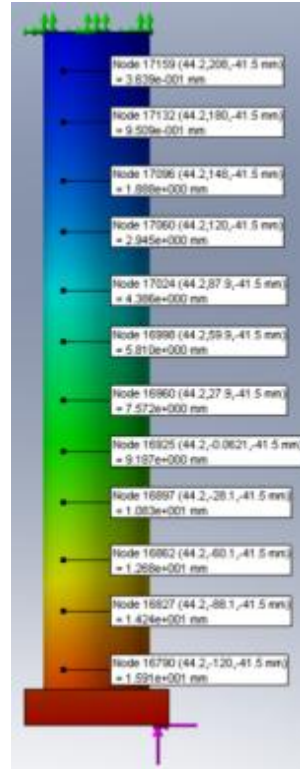 Node 17159 (44.2,208,-41.5 mm)
= 3.639e-001 mm
Node 17132 (44.2,180,-41.5 mm)
= 9.509e-001 mm
Node 17096 (44.2,148,-41.5 mm)
= 1.888e+000 mm
Node 17060 (44.2,120,-41.5 mm)
= 2.945e+000 mm
Node 17024 (44.2,87.9,-41.5 mm)
= 4.386e+000 mm
Node 16998 (44.2,59.9,-41.5 mm)
= 5.810e+000 mm
Node 16960 (44.2,27.9,-41.5 mm)
= 7.572e+000 mm
Node 16925 (44.2,-0.0621,-41.5 mm)
= 9.187e+000 mm
Node 16897 (44.2,-28.1,-41.5 mm)
= 1.083e+001 mm
Node 16862 (44.2,-60.1,-41.5 mm)
= 1.268e+001 mm
Node 16827 (44.2,-88.1,-41.5 mm)
= 1.424e+001 mm
Node 16790 (44.2,-120,-41.5 mm)
= 1.591e+001 mm